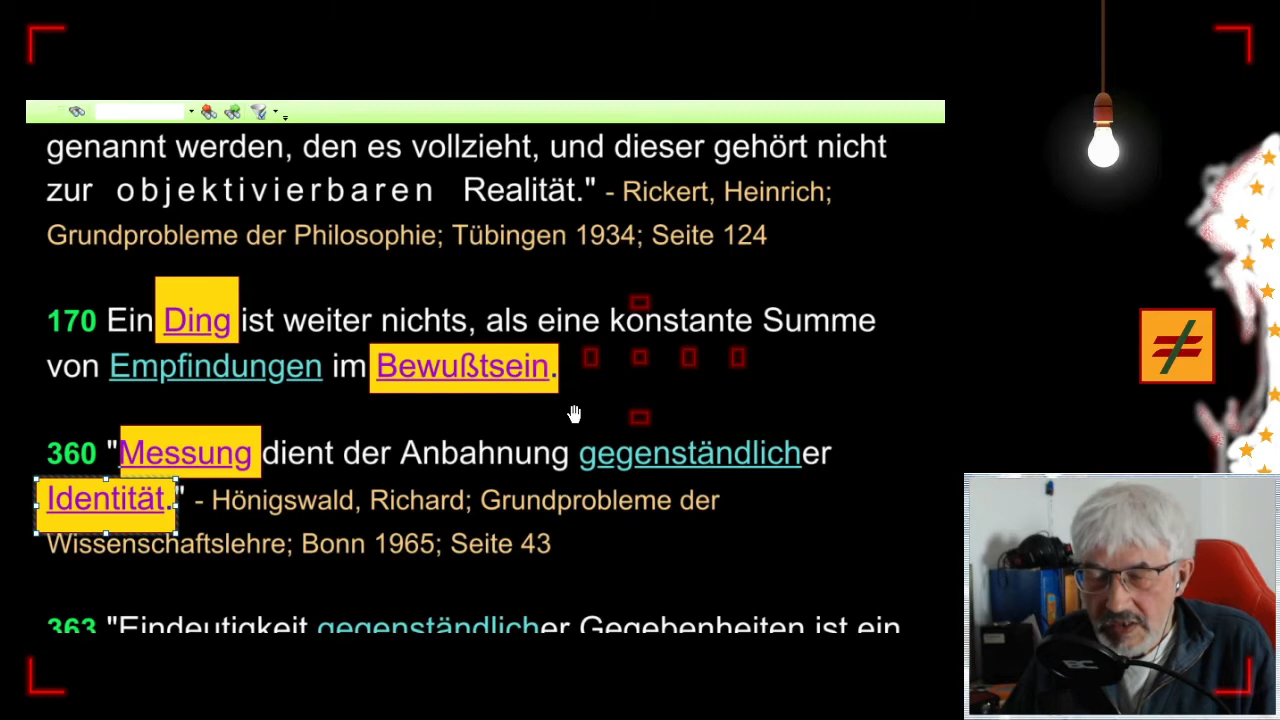 genannt werden, den es vollzieht, und dieser gehört nicht
zur objektivierbaren Realität." - Rickert, Heinrich;
Grundprobleme der Philosophie; Tübingen 1934; Seite 124
170 Ein Ding ist weiter nichts, als eine konstante Summe
von Empfindungen im Bewußtsein.
360 "Messung dient der Anbahnung gegenständlicher
Identität." - Hönigswald, Richard; Grundprobleme der
Wissenschaftslehre; Bonn 1965; Seite 43
363 "Eindeutigkeit gegenständlicher Gegebenheiten ist ein
≠